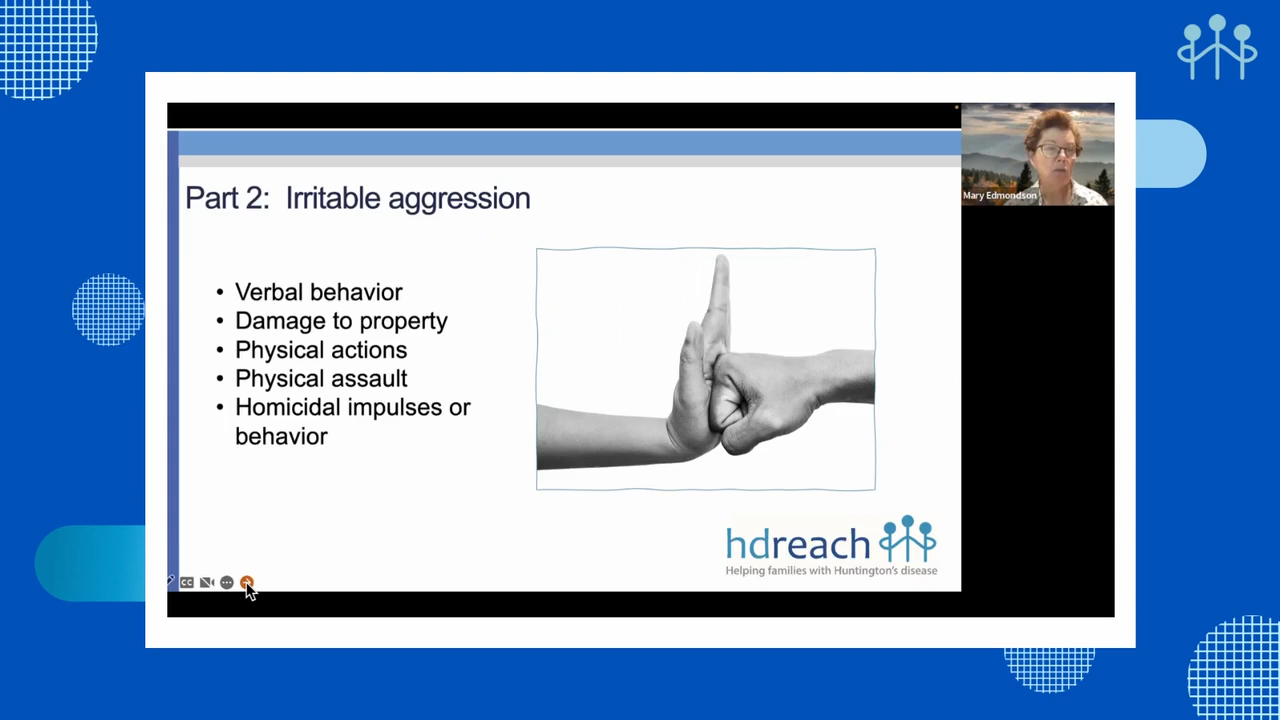 Part 2: Irritable aggression
• Verbal behavior
• Damage to property
• Physical actions
• Physical assault
• Homicidal impulses or
behavior
hdreach
Helping families with Huntington's disease
CC
Mary Edmondson